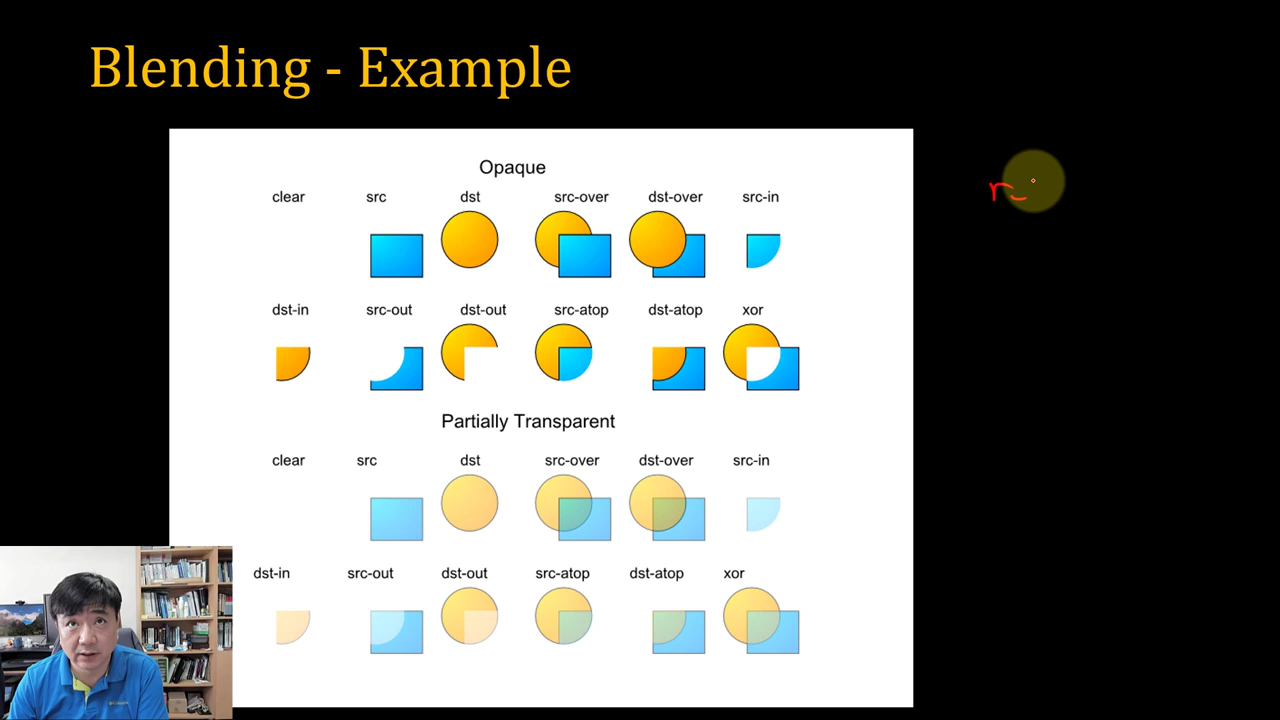 Blending - Example
Opaque
clear src dst src-over dst-over src-in
dst-in src-out dst-out src-atop dst-atop xor
Partially Transparent
clear src dst src-over dst-over src-in
dst-in src-out dst-out src-atop dst-atop xor